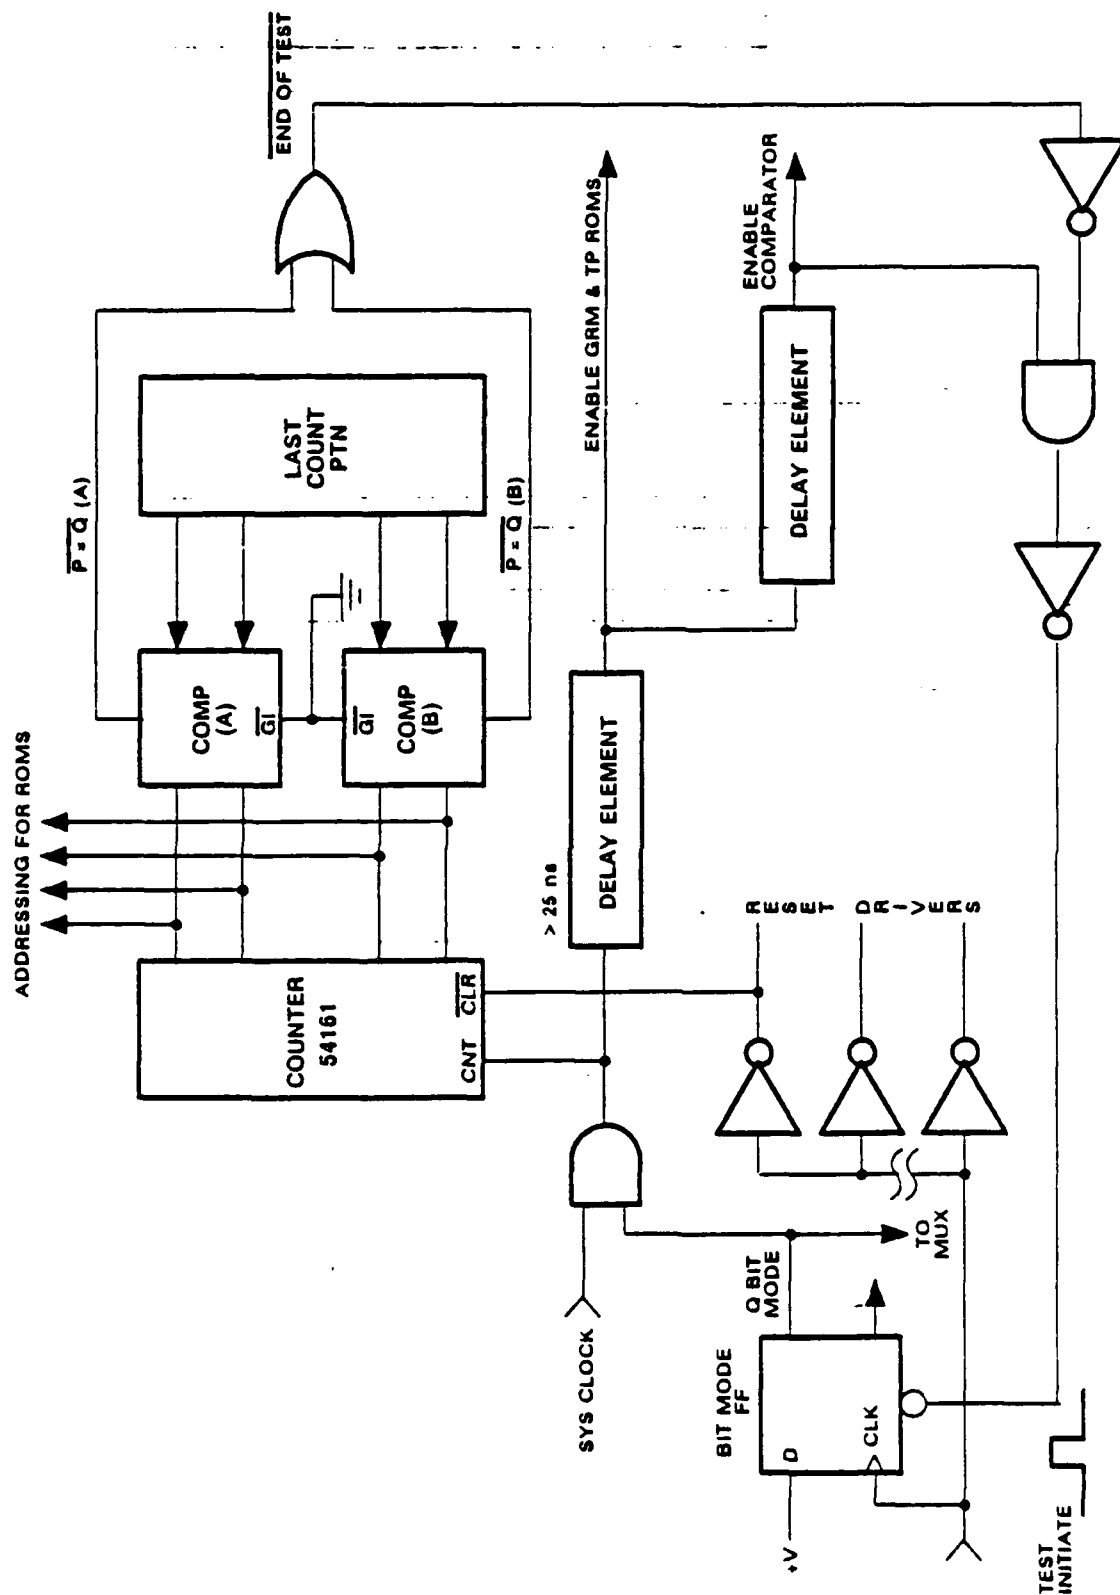 ADDRESSING FOR ROMS
COUNTER
54161
CNT
CLR
COMP
(A)
GI
GI
COMP
(B)
P = Q (A)
P = Q (B)
LAST
COUNT
PTN
END OF TEST
SYS CLOCK
> 25 ns
DELAY ELEMENT
ENABLE GRM & TP ROMS
DELAY ELEMENT
ENABLE
COMPARATOR
BIT MODE
FF
D
CLK
+V
Q BIT
MODE
TO
MUX
RESET DRIVERS
TEST
INITIATE